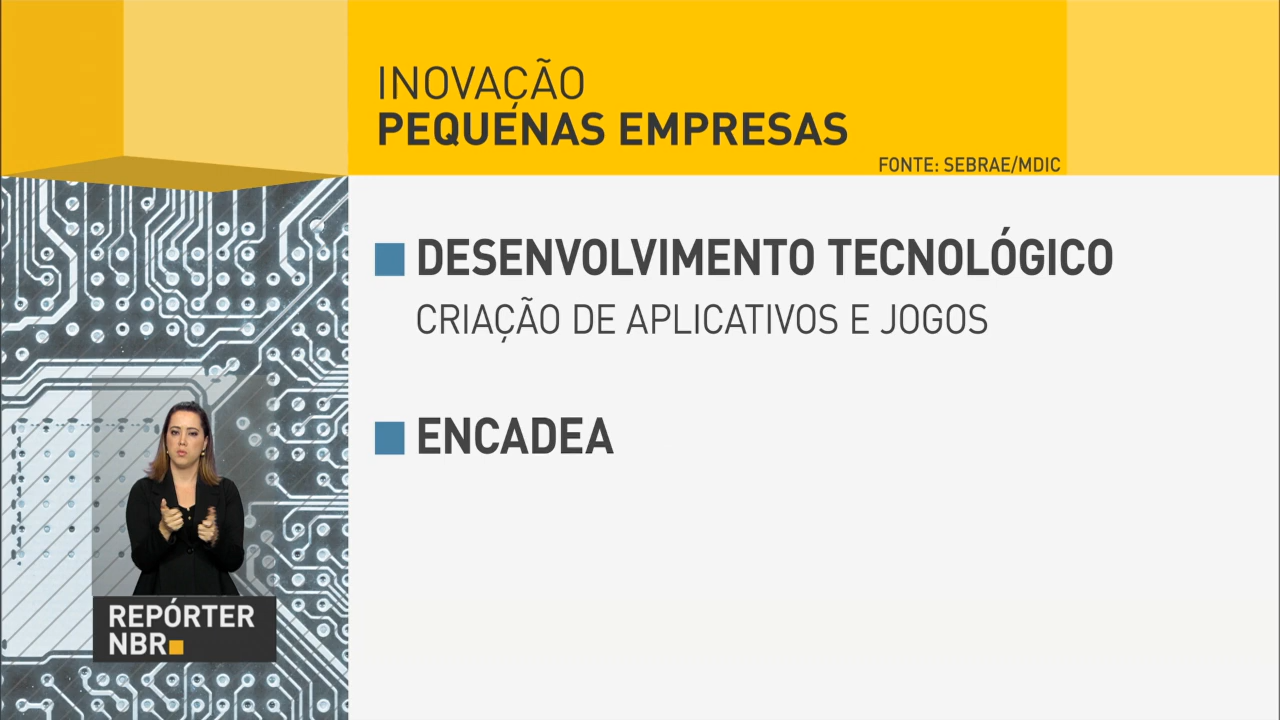 INOVAÇÃO
PEQUENAS EMPRESAS
FONTE: SEBRAE/MDIC
DESENVOLVIMENTO TECNOLÓGICO
CRIAÇÃO DE APLICATIVOS E JOGOS
ENCADEA
REPÓRTER
NBR